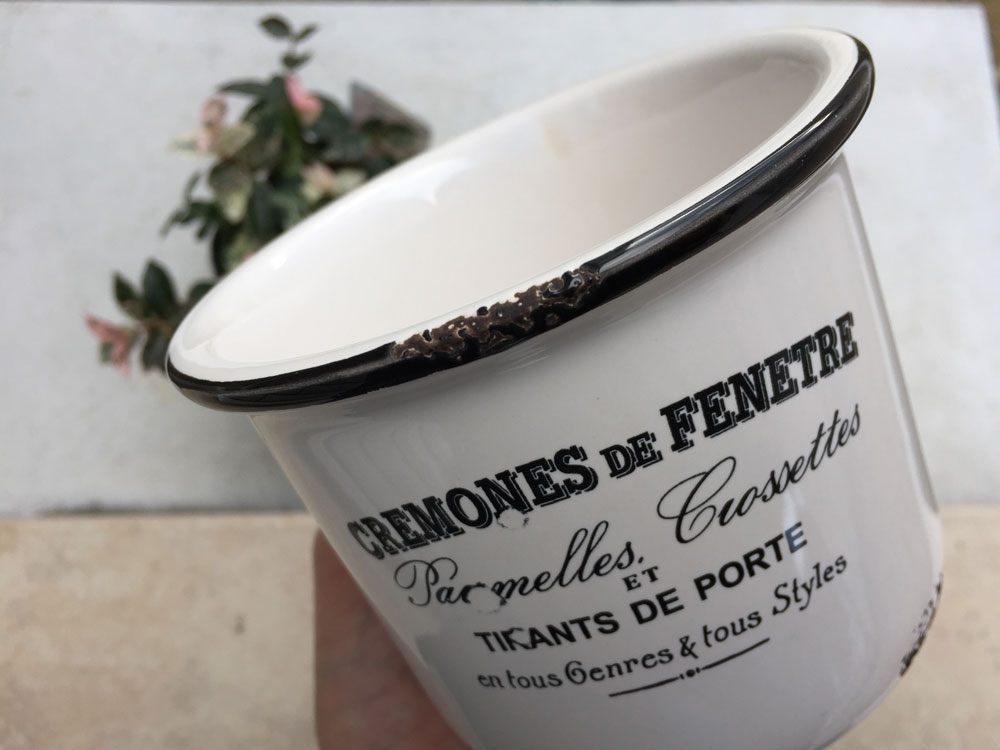 CREMONES DE FENETRE
Paumelles, Crossettes
ET
TIRANTS DE PORTE
en tous Genres & tous Styles